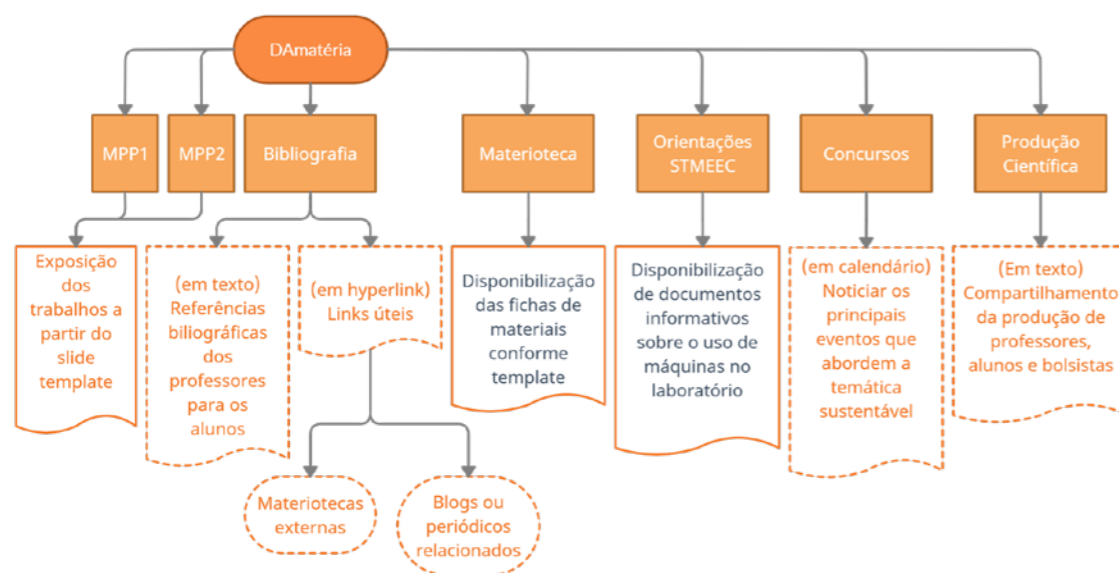 DAmatéria
MPP1
MPP2
Bibliografia
Materioteca
Orientações
STMEEC
Concursos
Produção
Científica
Exposição
dos
trabalhos a
partir do
slide
template
(em texto)
Referências
biliográficas
dos
professores
para os
alunos
(em hyperlink)
Links úteis
Disponibilização
das fichas de
materiais
conforme
template
Disponibilização
de documentos
informativos
sobre o uso de
máquinas no
laboratório
(em calendário)
Noticiar os
principais
eventos que
abordem a
temática
sustentável
(Em texto)
Compartilhamento
da produção de
professores,
alunos e bolsistas
Materiotecas
externas
Blogs ou
periódicos
relacionados